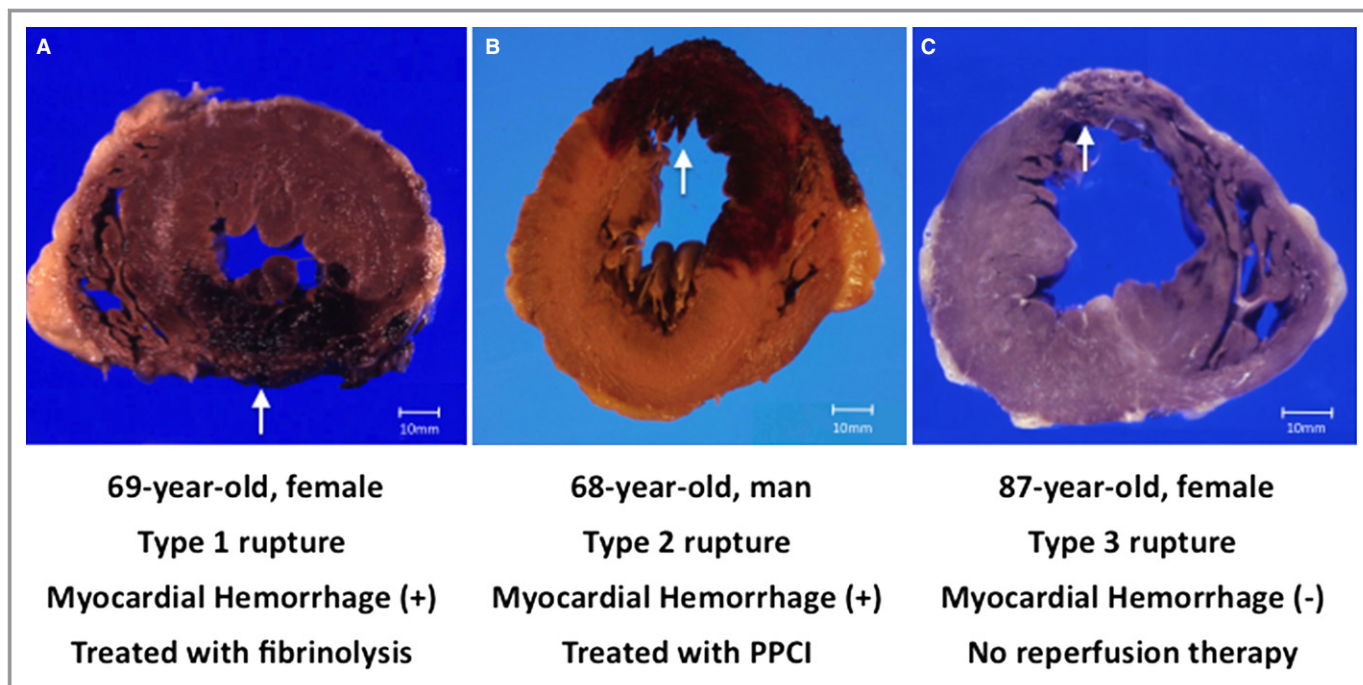 A
10mm
69-year-old, female
Type 1 rupture
Myocardial Hemorrhage (+)
Treated with fibrinolysis
B
10mm
68-year-old, man
Type 2 rupture
Myocardial Hemorrhage (+)
Treated with PPCI
C
10mm
87-year-old, female
Type 3 rupture
Myocardial Hemorrhage (-)
No reperfusion therapy